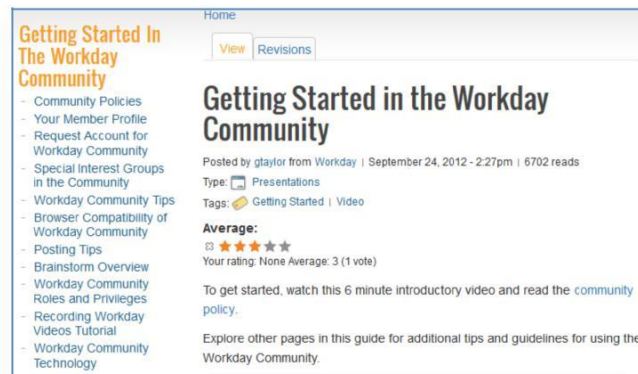 Getting Started In
The Workday
Community
- Community Policies
- Your Member Profile
- Request Account for
Workday Community
- Special Interest Groups
in the Community
- Workday Community Tips
- Browser Compatibility of
Workday Community
- Posting Tips
- Brainstorm Overview
- Workday Community
Roles and Privileges
- Recording Workday
Videos Tutorial
- Workday Community
Technology
Home
View Revisions
Getting Started in the Workday
Community
Posted by gtaylor from Workday | September 24, 2012 - 2:27pm | 6702 reads
Type: Presentations
Tags: Getting Started | Video
Average:
Your rating: None Average: 3 (1 vote)
To get started, watch this 6 minute introductory video and read the community
policy.
Explore other pages in this guide for additional tips and guidelines for using the
Workday Community.